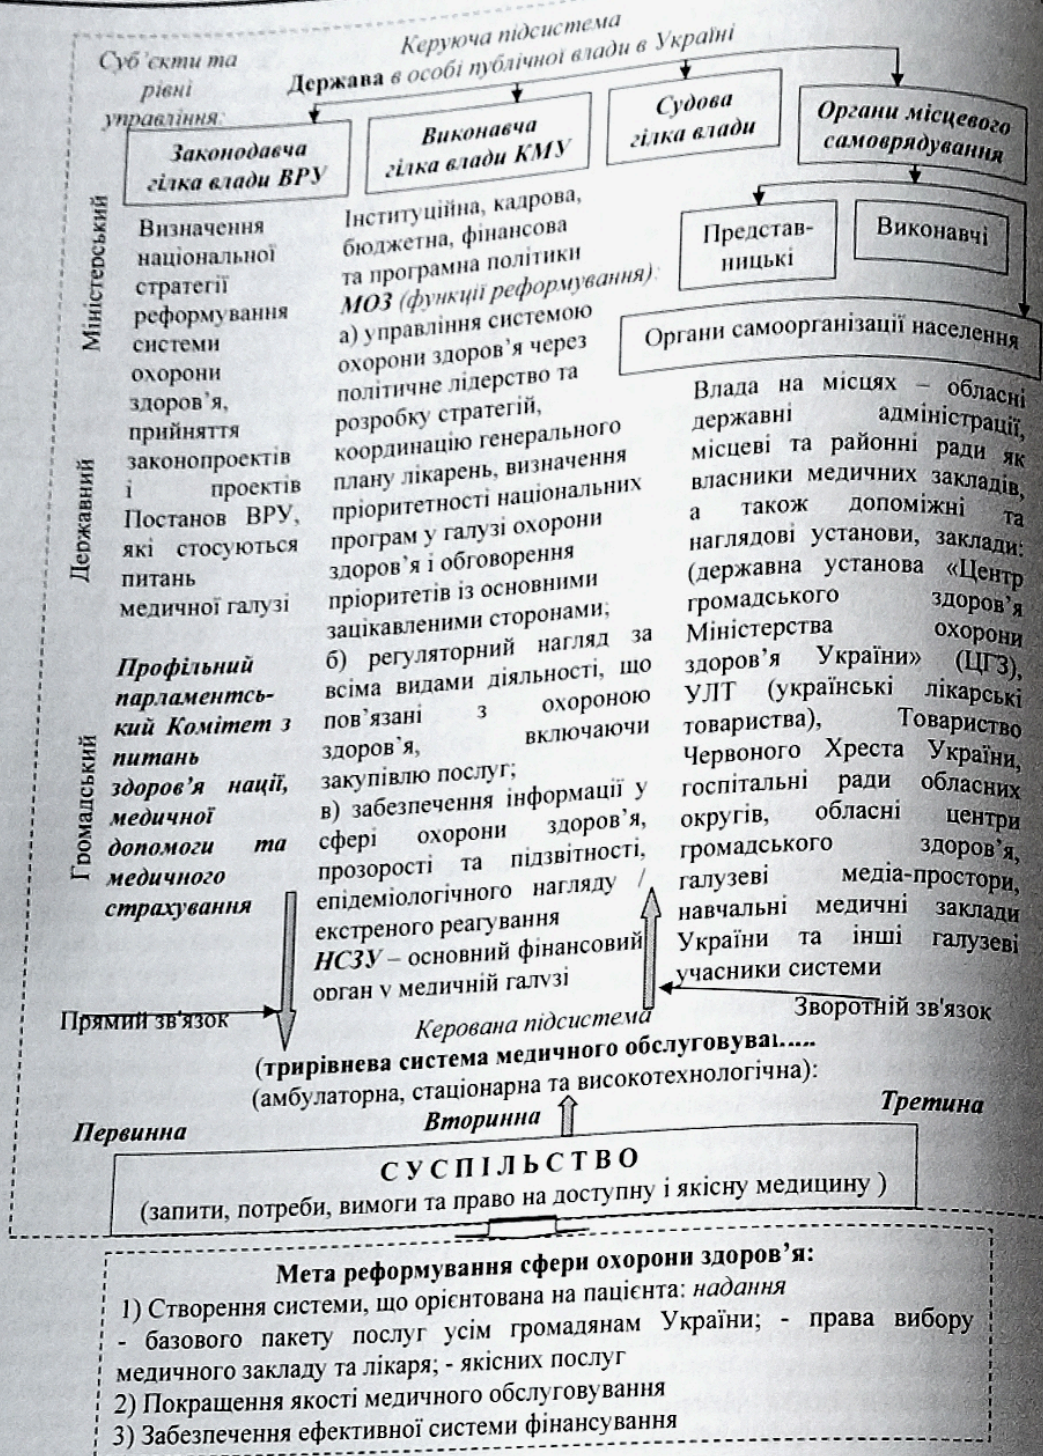 Керуюча підсистема
Держава в особі публічної влади в Україні
Суб'єкти та
рівні
управління:
Законодавча
гілка влади ВРУ
Виконавча
гілка влади КМУ
Судова
гілка влади
Органи місцевого
самоврядування
Представ-
ницькі
Виконавчі
Органи самоорганізації населення
Міністерський
Державний
Громадський
Визначення
національної
стратегії
реформування
системи
охорони
здоров'я,
прийняття
законопроектів
і проектів
Постанов ВРУ,
які стосуються
питань
медичної галузі
Профільний
парламентсь-
кий Комітет з
питань
здоров'я нації,
медичної
допомоги та
медичного
страхування
Інституційна, кадрова,
бюджетна, фінансова
та програмна політики
МОЗ (функції реформування):
а) управління системою
охорони здоров'я через
політичне лідерство та
розробку стратегій,
координацію генерального
плану лікарень, визначення
пріоритетності національних
програм у галузі охорони
здоров'я і обговорення
пріоритетів із основними
зацікавленими сторонами;
б) регуляторний нагляд за
всіма видами діяльності, що
пов'язані з охороною
здоров'я, включаючи
закупівлю послуг;
в) забезпечення інформації у
сфері охорони здоров'я,
прозорості та підзвітності,
епідеміологічного нагляду /
екстреного реагування
НСЗУ – основний фінансовий
орган у медичній галузі
Влада на місцях – обласні
державні адміністрації,
місцеві та районні ради як
власники медичних закладів,
а також допоміжні та
наглядові установи, заклади:
(державна установа «Центр
громадського здоров'я
Міністерства охорони
здоров'я України» (ЦГЗ),
УЛТ (українські лікарські
товариства), Товариство
Червоного Хреста України,
госпітальні ради обласних
округів, обласні центри
громадського здоров'я,
галузеві медіа-простори,
навчальні медичні заклади
України та інші галузеві
учасники системи
Прямий зв'язок
Зворотній зв'язок
Керована підсистема
(трирівнева система медичного обслуговуваі.....
(амбулаторна, стаціонарна та високотехнологічна):
Первинна
Вторинна
Третина
СУСПІЛЬСТВО
(запити, потреби, вимоги та право на доступну і якісну медицину )
Мета реформування сфери охорони здоров'я:
1) Створення системи, що орієнтована на пацієнта: надання
- базового пакету послуг усім громадянам України; - права вибору
медичного закладу та лікаря; - якісних послуг
2) Покращення якості медичного обслуговування
3) Забезпечення ефективної системи фінансування